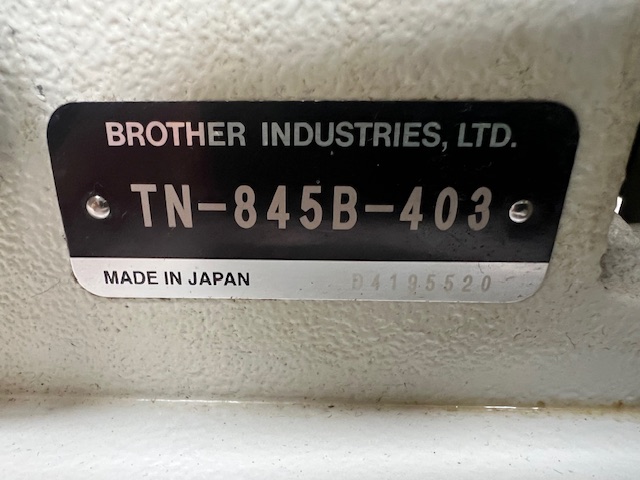 BROTHER INDUSTRIES, LTD.
TN-845B-403
MADE IN JAPAN D4195520